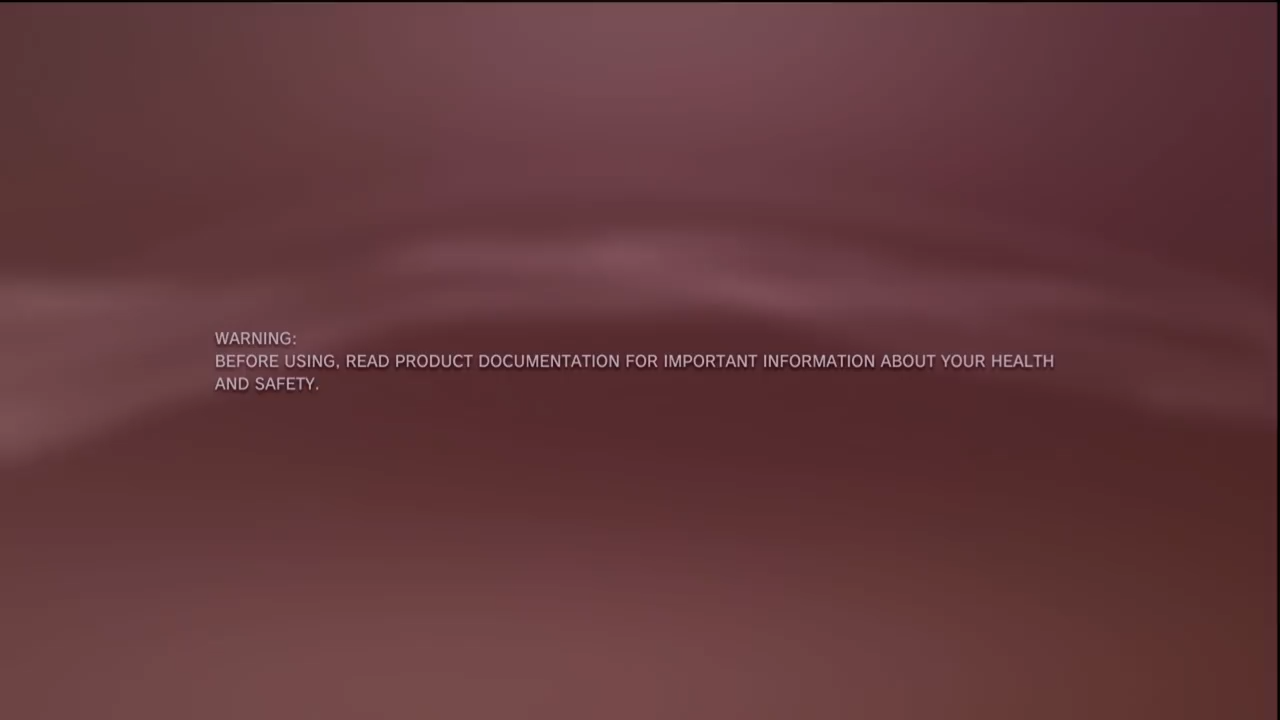 WARNING:
BEFORE USING, READ PRODUCT DOCUMENTATION FOR IMPORTANT INFORMATION ABOUT YOUR HEALTH
AND SAFETY.